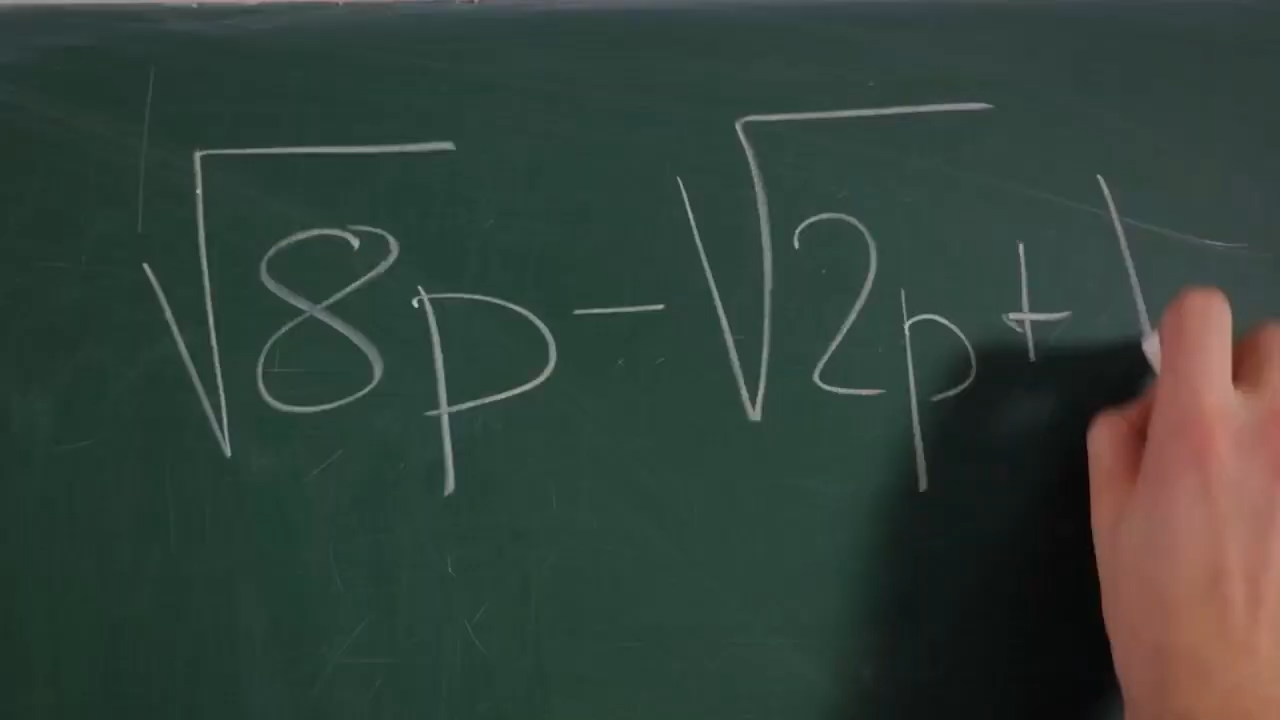 √8p - √2p + √